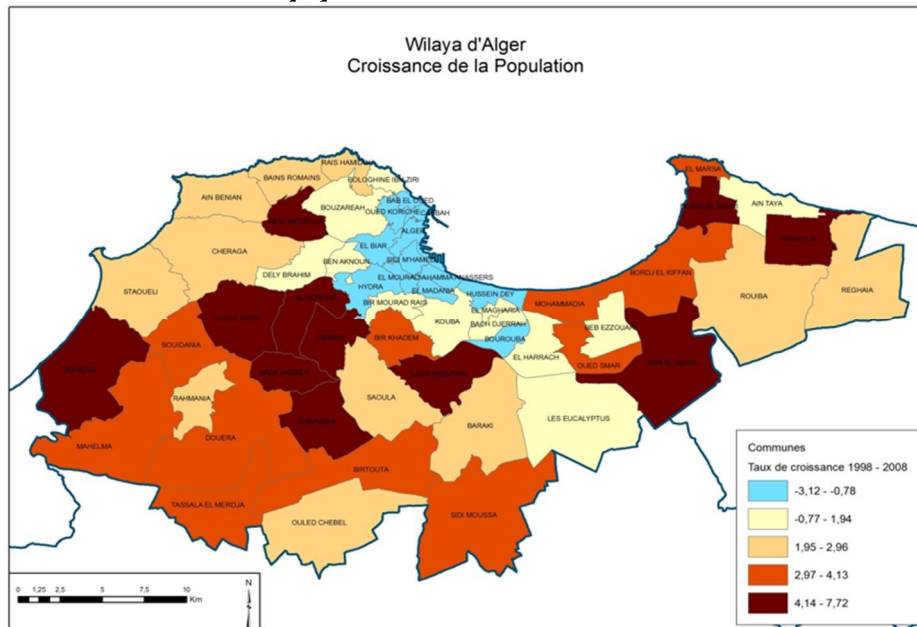 Wilaya d'Alger
Croissance de la Population
RAIS HAMIDOU
BAINS ROMAINS
BOLOGHINE IBN ZIRI
AIN BENIAN
BOUZAREAH
BAB EL OUED
OUED KORICHE
ALGER
EL BIAR
SIDI M'HAMED
CHERAGA
BEN AKNOUN
DELY BRAHIM
HYDRA
EL MOURADIA
EL MADANIA
HUSSEIN DEY
STAOUELI
BIR MOURAD RAIS
EL MAGHARIA
KOUBA
BACH DJERRAH
BOUROUBA
MOHAMMADIA
BORDJ EL KIFFAN
EL MARSA
AIN TAYA
ROUIBA
REGHAIA
SOUIDANIA
BIR KHADEM
EL HARRACH
OUED SMAR
RAHMANIA
SAOULA
MAHELMA
DOUERA
BARAKI
LES EUCALYPTUS
BIRTOUTA
TASSALA EL MERDJA
OULED CHEBEL
SIDI MOUSSA
Communes
Taux de croissance 1998 - 2008
-3,12 - -0,78
-0,77 - 1,94
1,95 - 2,96
2,97 - 4,13
4,14 - 7,72
N
0 1,25 2,5 5 7,5 10
Km